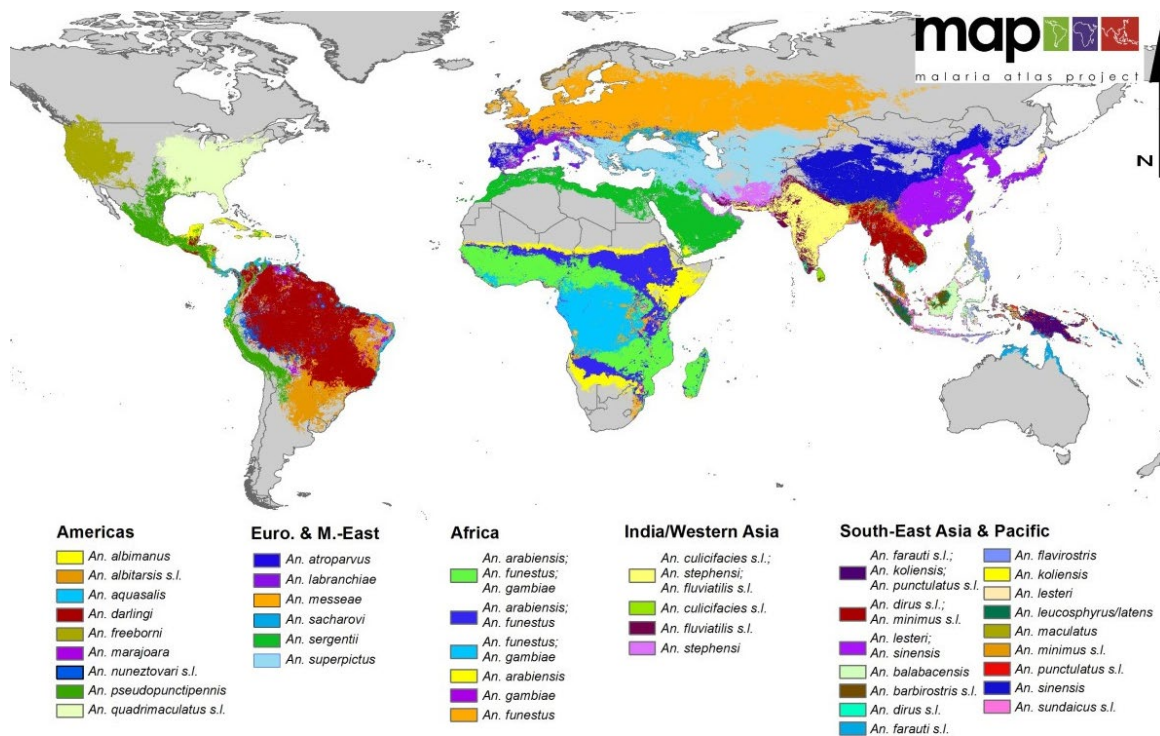 map
malaria atlas project
N
Americas
An. albimanus
An. albitarsis s.l.
An. aquasalis
An. darlingi
An. freeborni
An. marajoara
An. nuneztovari s.l.
An. pseudopunctipennis
An. quadrimaculatus s.l.
Euro. & M.-East
An. atroparvus
An. labranchiae
An. messeae
An. sacharovi
An. sergentii
An. superpictus
Africa
An. arabiensis;
An. funestus;
An. gambiae
An. arabiensis;
An. funestus
An. funestus;
An. gambiae
An. arabiensis
An. gambiae
An. funestus
India/Western Asia
An. culicifacies s.l.;
An. stephensi;
An. fluviatilis s.l.
An. culicifacies s.l.
An. fluviatilis s.l.
An. stephensi
South-East Asia & Pacific
An. farauti s.l.;
An. koliensis;
An. punctulatus s.l.
An. dirus s.l.;
An. minimus s.l.
An. lesteri;
An. sinensis
An. balabacensis
An. barbirostris s.l.
An. dirus s.l.
An. farauti s.l.
An. flavirostris
An. koliensis
An. lesteri
An. leucosphyrus/latens
An. maculatus
An. minimus s.l.
An. punctulatus s.l.
An. sinensis
An. sundaicus s.l.